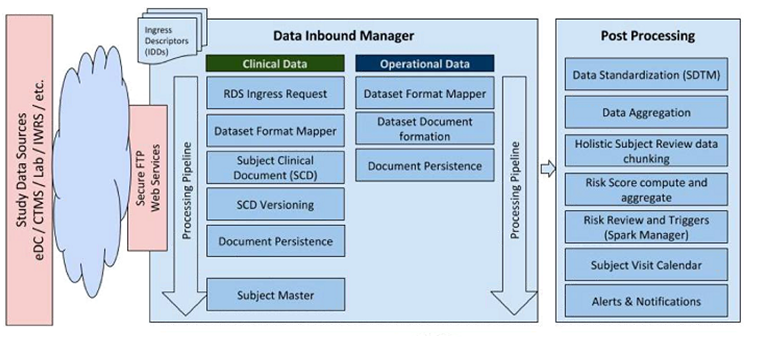 Study Data Sources
eDC / CTMS / Lab / IWRS / etc.
Secure FTP
Web Services
Ingress
Descriptors
(IDDs)
Data Inbound Manager
Processing Pipeline
Clinical Data
RDS Ingress Request
Dataset Format Mapper
Subject Clinical
Document (SCD)
SCD Versioning
Document Persistence
Subject Master
Operational Data
Dataset Format Mapper
Dataset Document
formation
Document Persistence
Processing Pipeline
Post Processing
Data Standardization (SDTM)
Data Aggregation
Holistic Subject Review data
chunking
Risk Score compute and
aggregate
Risk Review and Triggers
(Spark Manager)
Subject Visit Calendar
Alerts & Notifications